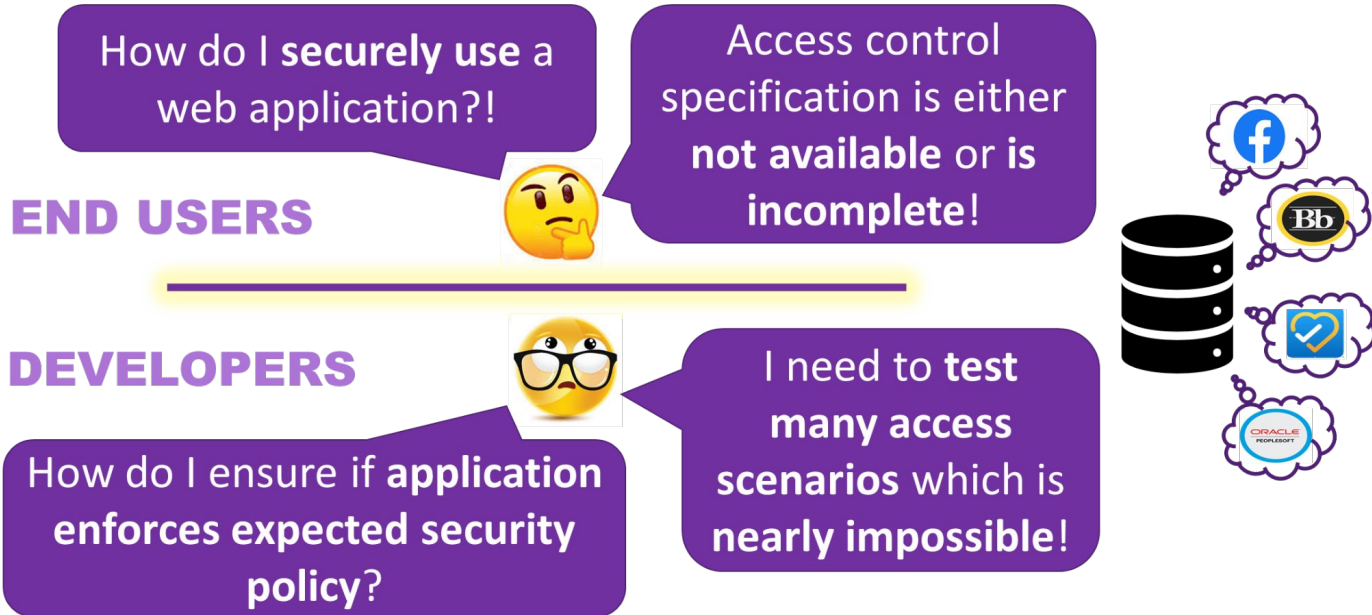 How do I securely use a
web application?!
Access control
specification is either
not available or is
incomplete!
END USERS
DEVELOPERS
How do I ensure if application
enforces expected security
policy?
I need to test
many access
scenarios which is
nearly impossible!
f
Bb
ORACLE
PEOPLESOFT